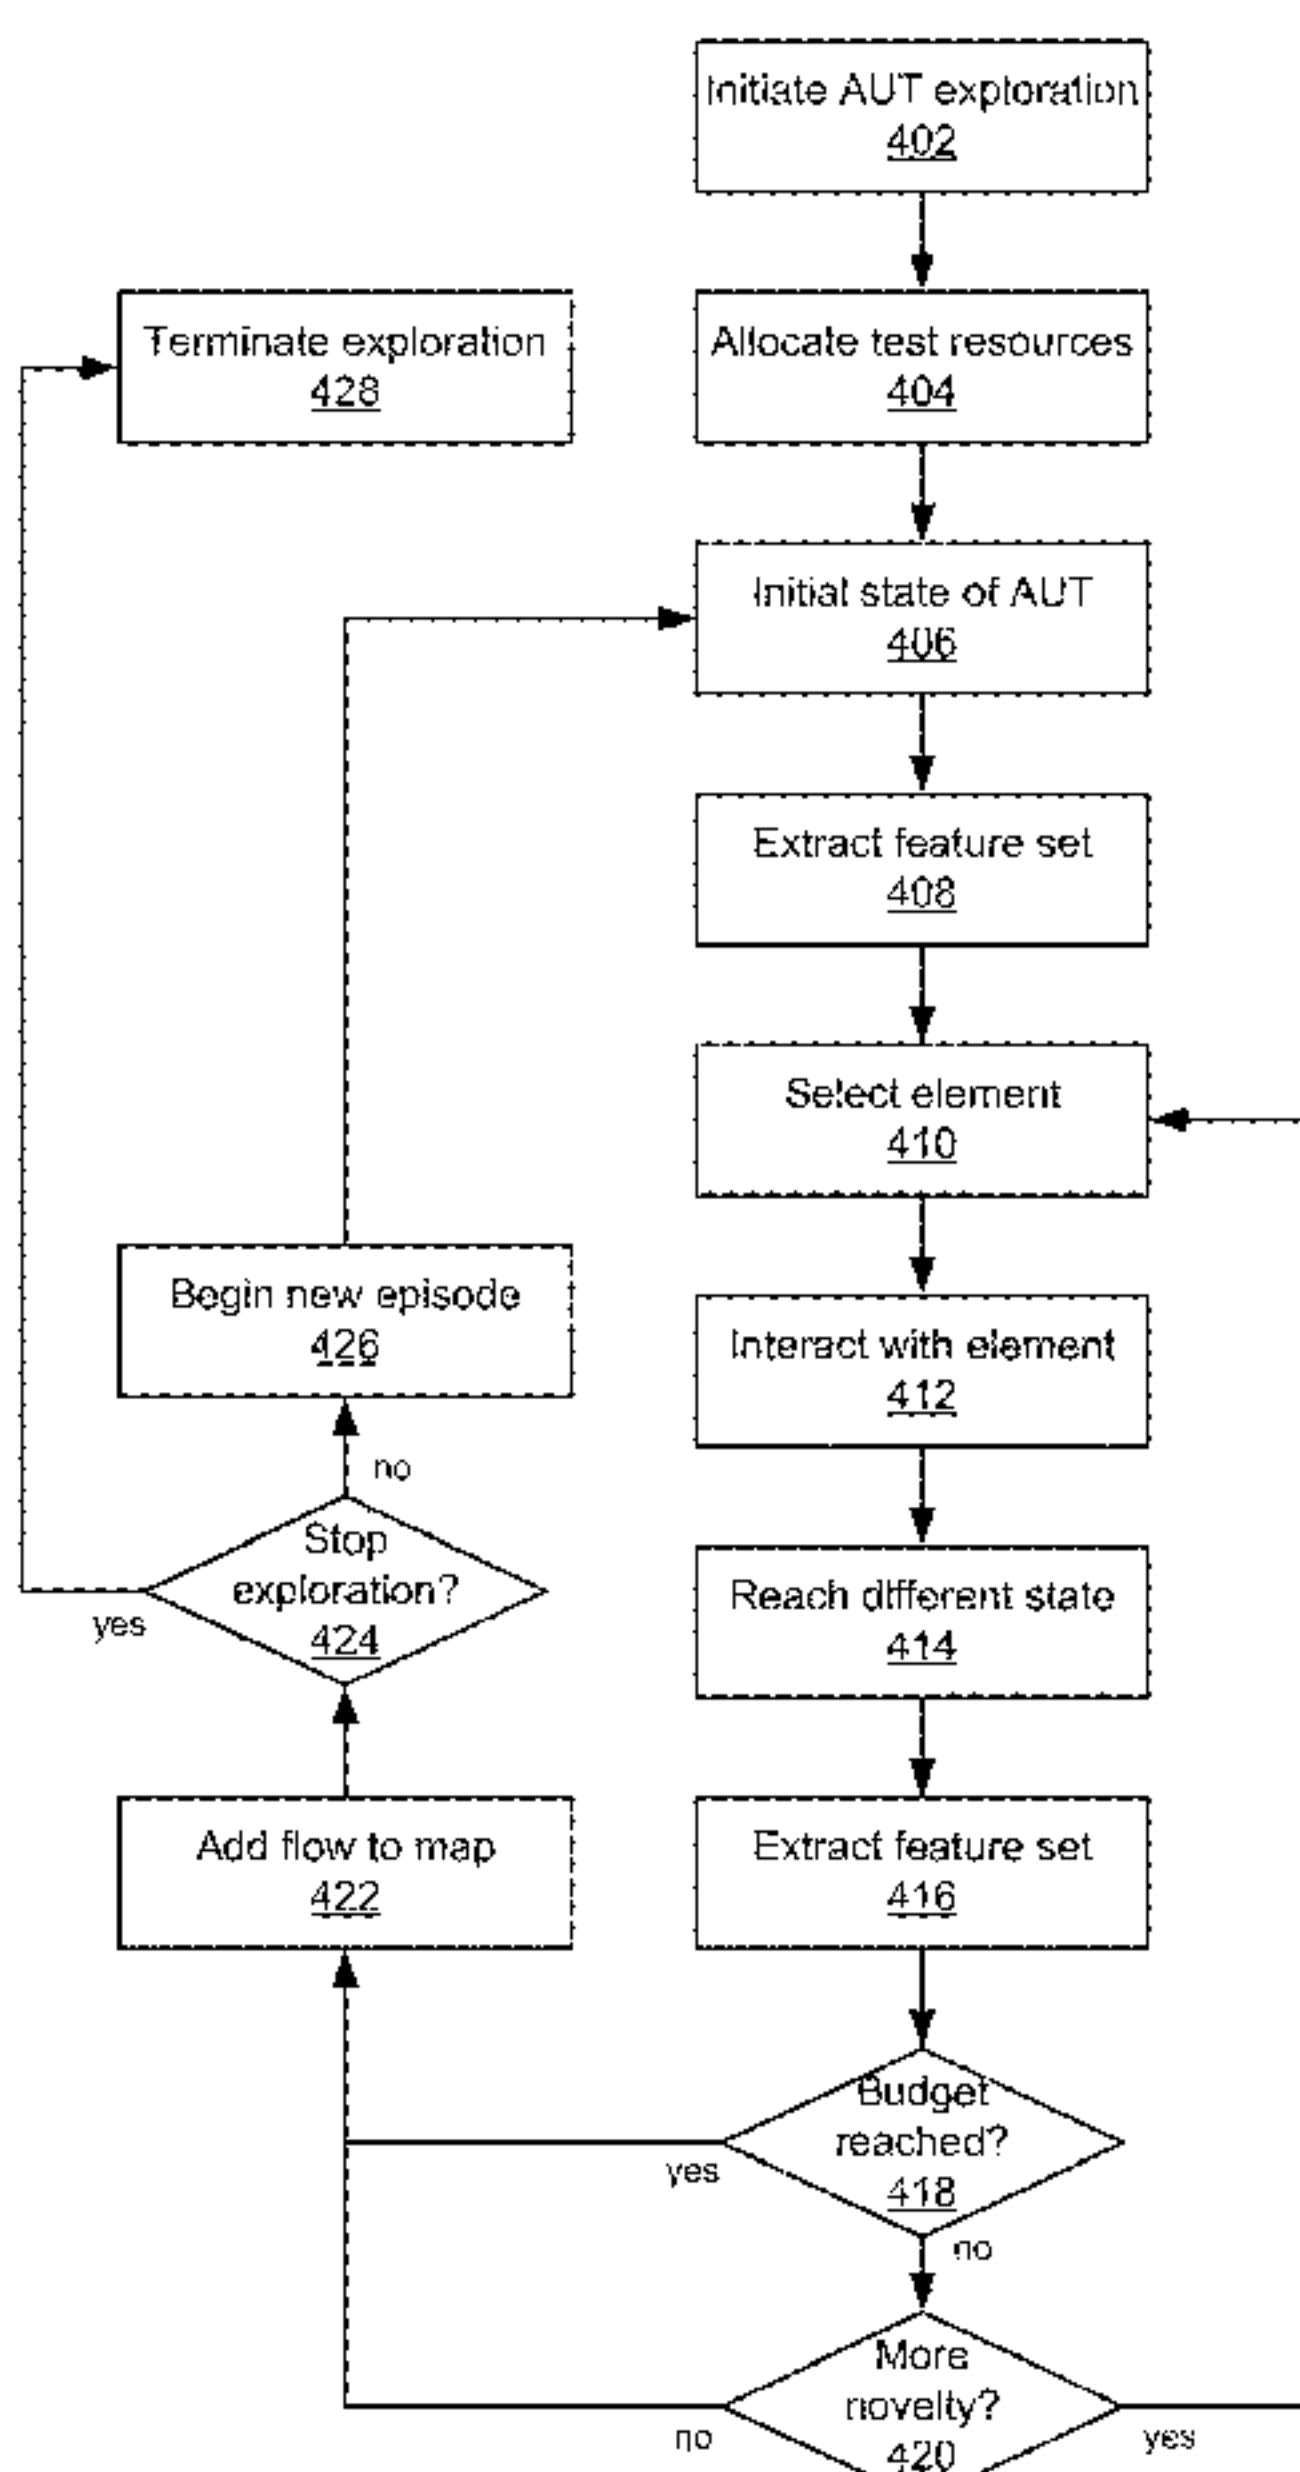 Initiate AUT exploration
402
Allocate test resources
404
Initial state of AUT
406
Extract feature set
408
Select element
410
Interact with element
412
Reach different state
414
Extract feature set
416
Budget
reached?
418
yes
no
More
novelty?
420
no
yes
Add flow to map
422
Stop
exploration?
424
yes
no
Begin new episode
426
Terminate exploration
428